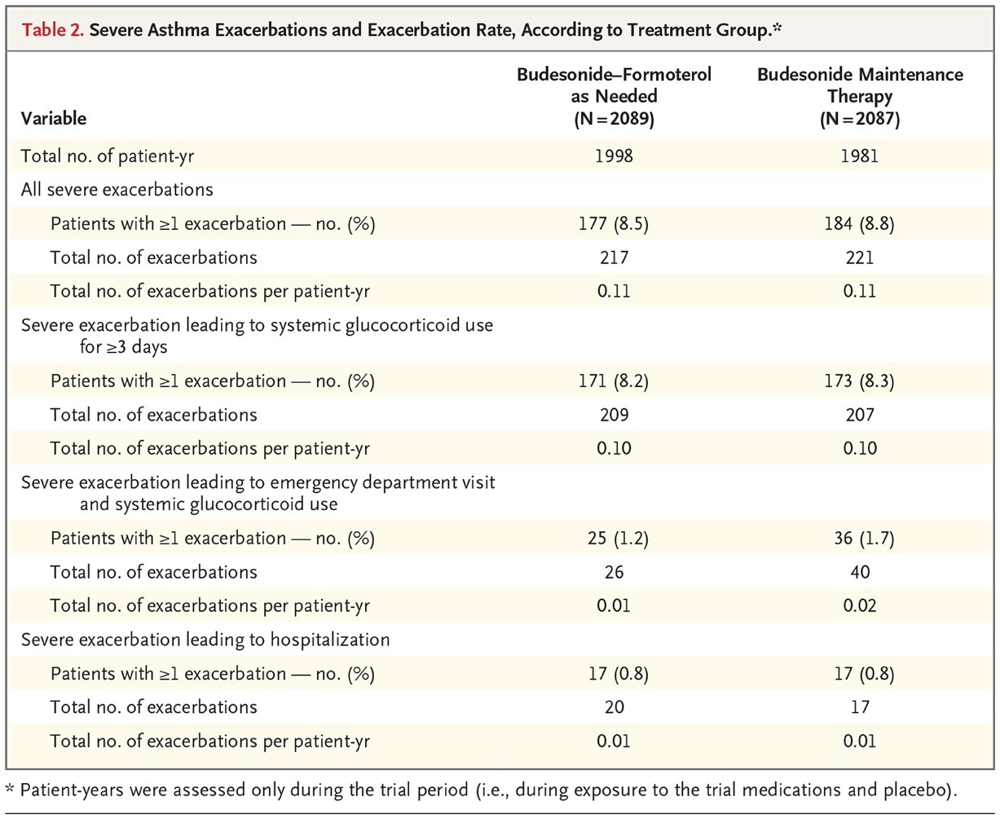 Table 2. Severe Asthma Exacerbations and Exacerbation Rate, According to Treatment Group.*
Variable Budesonide–Formoterol as Needed (N=2089) Budesonide Maintenance Therapy (N=2087)
Total no. of patient-yr 1998 1981
All severe exacerbations
Patients with ≥1 exacerbation — no. (%) 177 (8.5) 184 (8.8)
Total no. of exacerbations 217 221
Total no. of exacerbations per patient-yr 0.11 0.11
Severe exacerbation leading to systemic glucocorticoid use
for ≥3 days
Patients with ≥1 exacerbation — no. (%) 171 (8.2) 173 (8.3)
Total no. of exacerbations 209 207
Total no. of exacerbations per patient-yr 0.10 0.10
Severe exacerbation leading to emergency department visit
and systemic glucocorticoid use
Patients with ≥1 exacerbation — no. (%) 25 (1.2) 36 (1.7)
Total no. of exacerbations 26 40
Total no. of exacerbations per patient-yr 0.01 0.02
Severe exacerbation leading to hospitalization
Patients with ≥1 exacerbation — no. (%) 17 (0.8) 17 (0.8)
Total no. of exacerbations 20 17
Total no. of exacerbations per patient-yr 0.01 0.01
* Patient-years were assessed only during the trial period (i.e., during exposure to the trial medications and placebo).